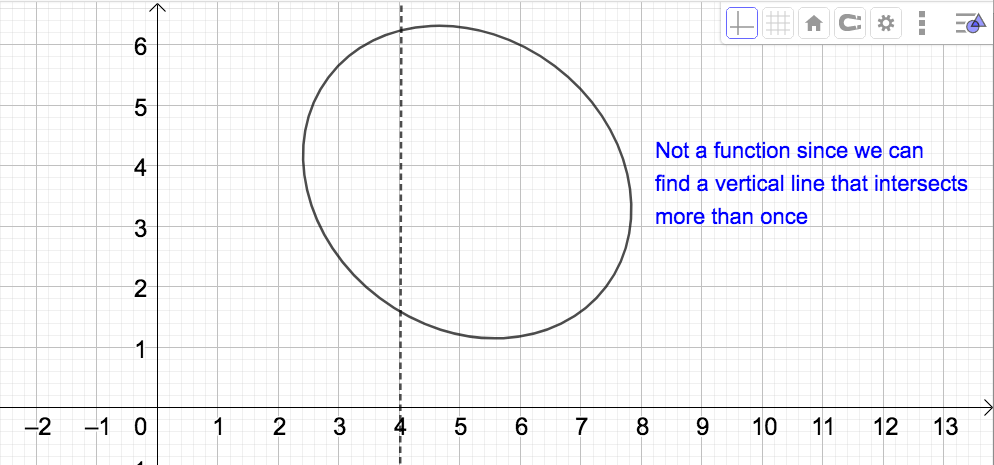 6
5
4
3
2
1
Not a function since we can
find a vertical line that intersects
more than once
–2 –1 0 1 2 3 4 5 6 7 8 9 10 11 12 13